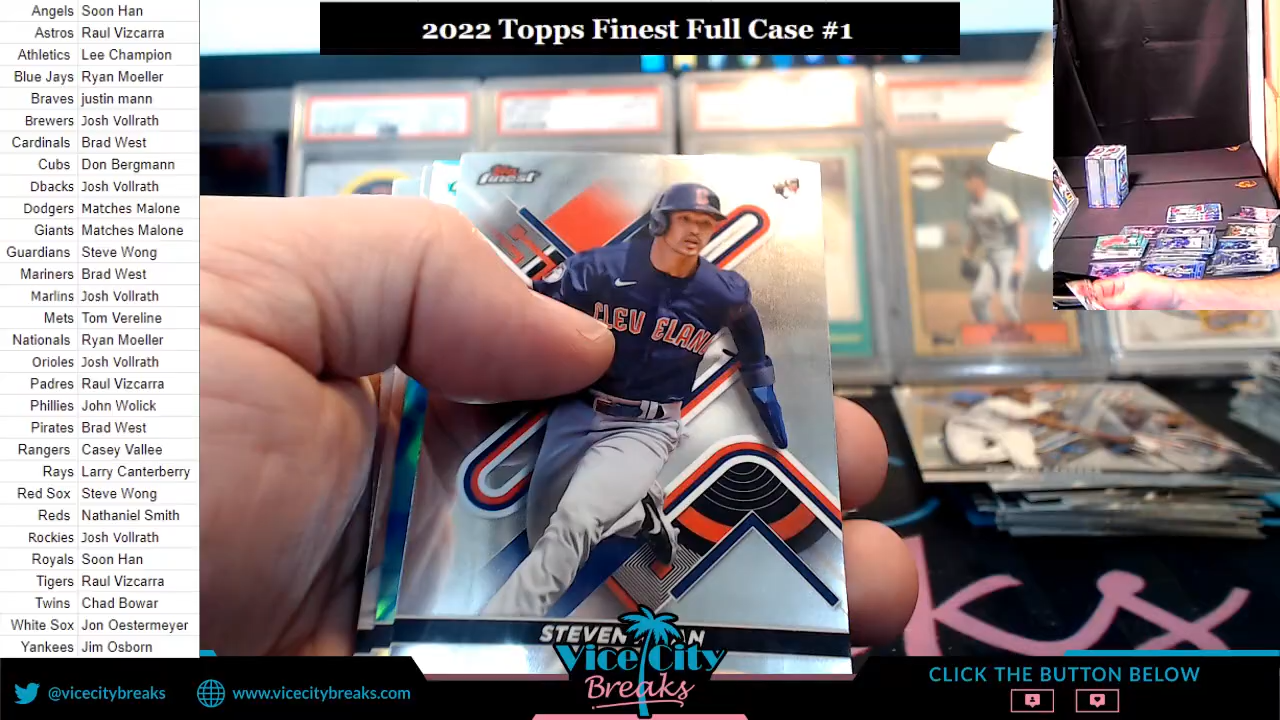 2022 Topps Finest Full Case #1
Angels Soon Han
Astros Raul Vizcarra
Athletics Lee Champion
Blue Jays Ryan Moeller
Braves justin mann
Brewers Josh Vollrath
Cardinals Brad West
Cubs Don Bergmann
Dbacks Josh Vollrath
Dodgers Matches Malone
Giants Matches Malone
Guardians Steve Wong
Mariners Brad West
Marlins Josh Vollrath
Mets Tom Vereline
Nationals Ryan Moeller
Orioles Josh Vollrath
Padres Raul Vizcarra
Phillies John Wolick
Pirates Brad West
Rangers Casey Vallee
Rays Larry Canterberry
Red Sox Steve Wong
Reds Nathaniel Smith
Rockies Josh Vollrath
Royals Soon Han
Tigers Raul Vizcarra
Twins Chad Bowar
White Sox Jon Oestermeyer
Yankees Jim Osborn
Topps
finest
CLEVELAN
STEVEN
Vice City
Breaks
@vicecitybreaks
www.vicecitybreaks.com
CLICK THE BUTTON BELOW